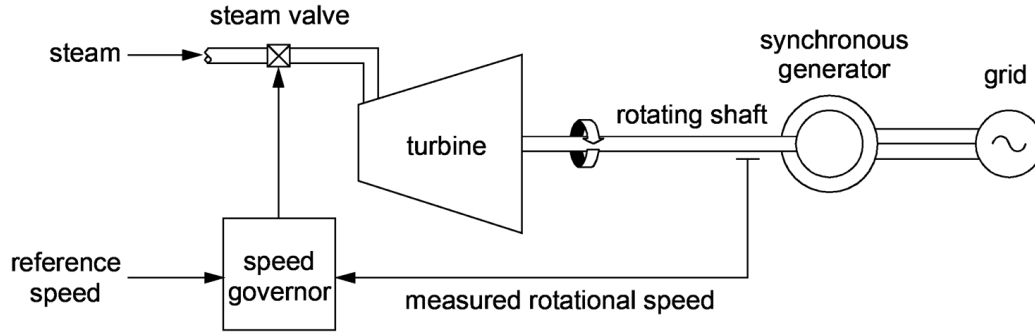 steam valve
steam
synchronous
generator
grid
rotating shaft
turbine
reference
speed
speed
governor
measured rotational speed